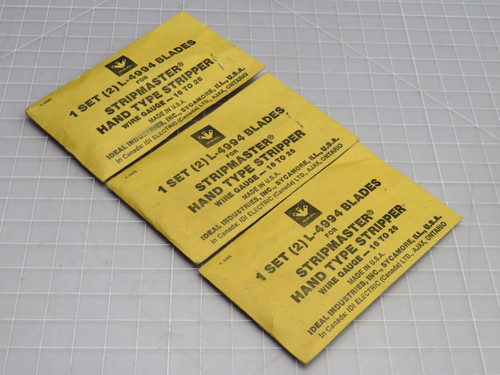 1 SET (2) L-4994 BLADES
FOR
STRIPMASTER®
HAND TYPE STRIPPER
WIRE GAUGE — 16 TO 26
MADE IN U.S.A.
IDEAL INDUSTRIES, INC., SYCAMORE, ILL., U.S.A.
In Canada: IDI ELECTRIC (Canada) LTD., AJAX, ONTARIO
1 SET (2) L-4994 BLADES
FOR
STRIPMASTER®
HAND TYPE STRIPPER
WIRE GAUGE — 16 TO 26
MADE IN U.S.A.
IDEAL INDUSTRIES, INC., SYCAMORE, ILL., U.S.A.
In Canada: IDI ELECTRIC (Canada) LTD., AJAX, ONTARIO
1 SET (2) L-4994 BLADES
FOR
STRIPMASTER®
HAND TYPE STRIPPER
WIRE GAUGE — 16 TO 26
MADE IN U.S.A.
IDEAL INDUSTRIES, INC., SYCAMORE, ILL., U.S.A.
In Canada: IDI ELECTRIC (Canada) LTD., AJAX, ONTARIO